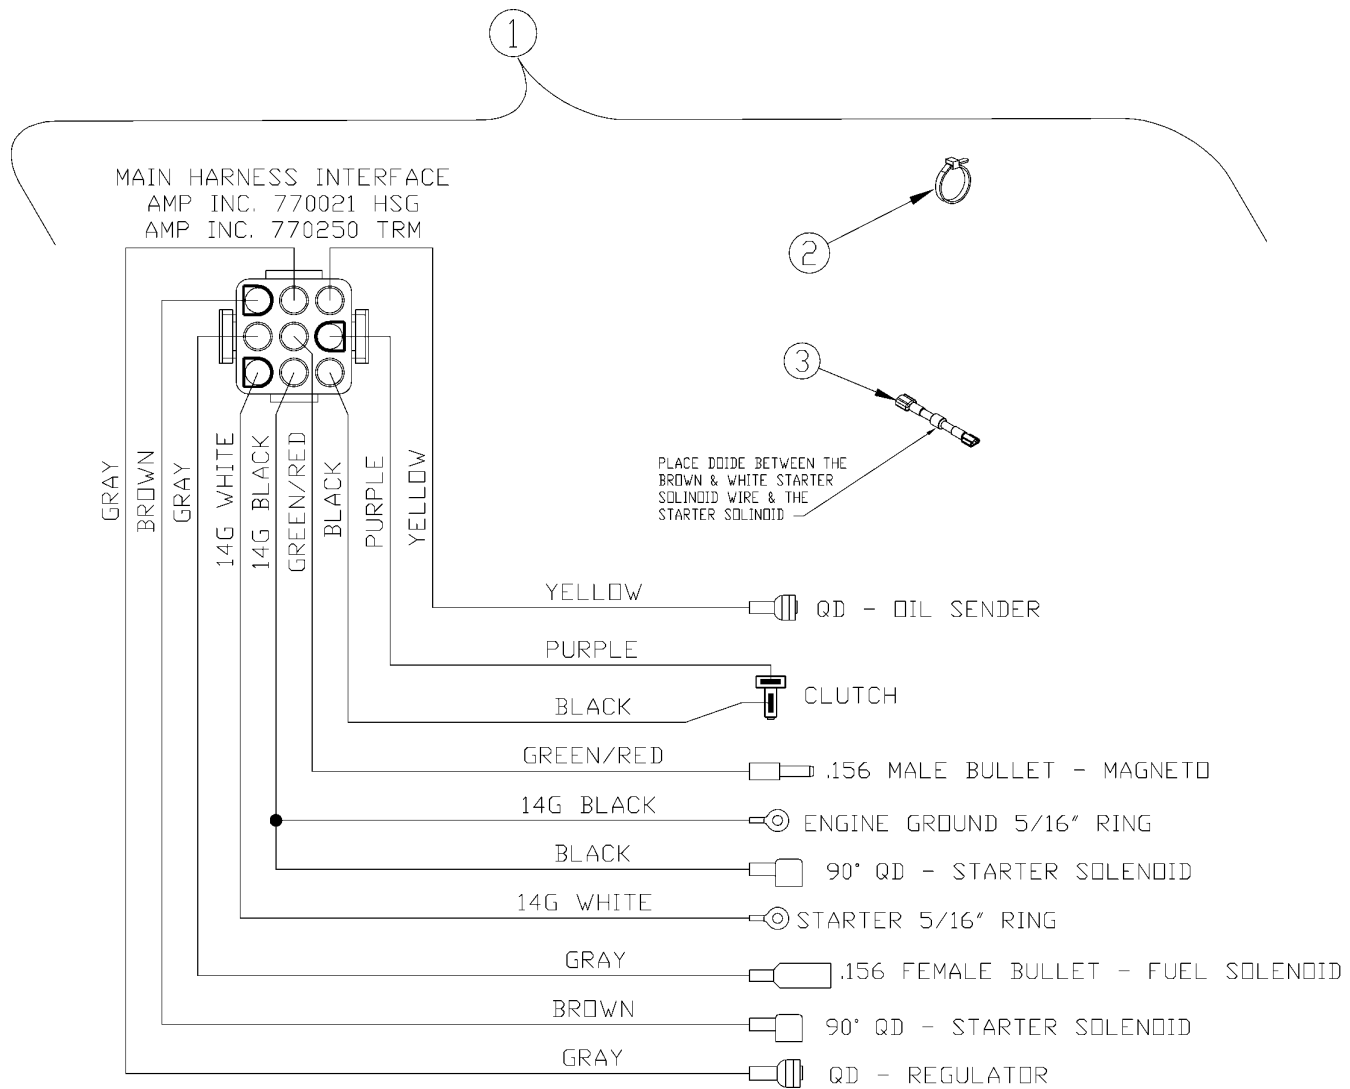 1
MAIN HARNESS INTERFACE
AMP INC. 770021 HSG
AMP INC. 770250 TRM
2
3
PLACE DOIDE BETWEEN THE
BROWN & WHITE STARTER
SOLINOID WIRE & THE
STARTER SOLINOID
GRAY
BROWN
GRAY
14G WHITE
14G BLACK
GREEN/RED
BLACK
PURPLE
YELLOW
YELLOW
QD - OIL SENDER
PURPLE
CLUTCH
BLACK
GREEN/RED
.156 MALE BULLET - MAGNETO
14G BLACK
ENGINE GROUND 5/16" RING
BLACK
90° QD - STARTER SOLENOID
14G WHITE
STARTER 5/16" RING
GRAY
.156 FEMALE BULLET - FUEL SOLENOID
BROWN
90° QD - STARTER SOLENOID
GRAY
QD - REGULATOR